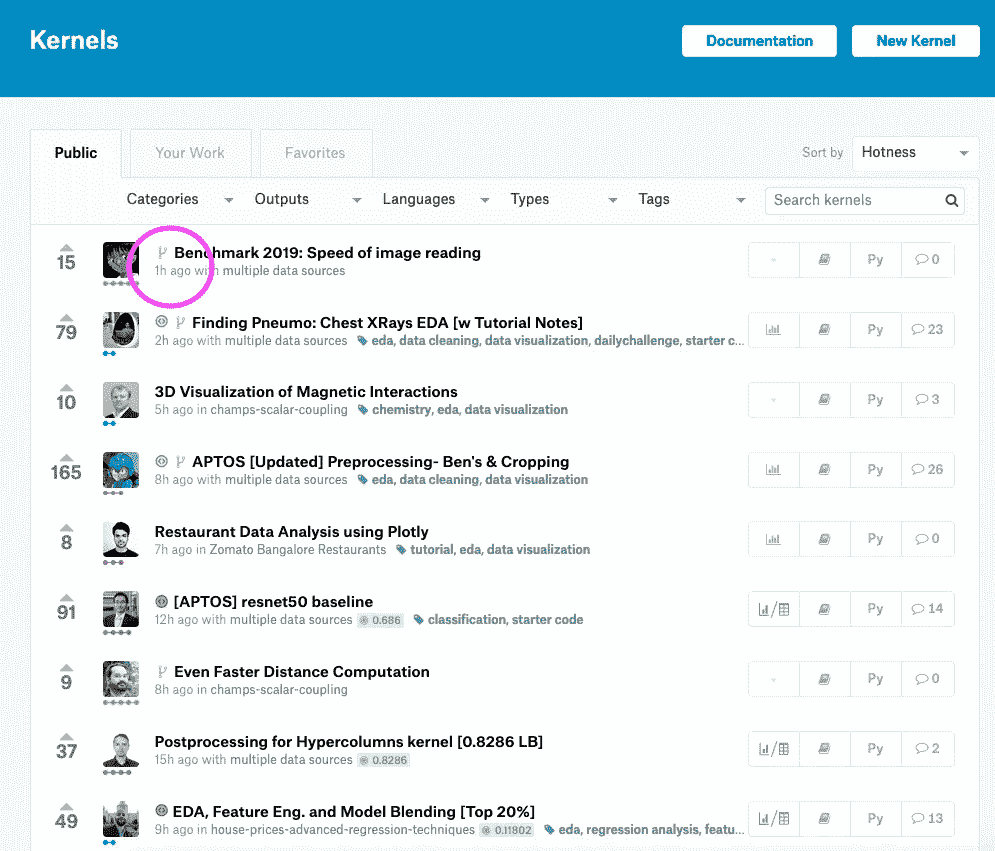 Kernels
Documentation
New Kernel
Public
Your Work
Favorites
Sort by
Hotness
Categories
Outputs
Languages
Types
Tags
Search kernels
15
Benchmark 2019: Speed of image reading
1h ago with multiple data sources
Py
0
79
Finding Pneumo: Chest XRays EDA [w Tutorial Notes]
2h ago with multiple data sources eda, data cleaning, data visualization, dailychallenge, starter c...
Py
23
10
3D Visualization of Magnetic Interactions
5h ago in champs-scalar-coupling chemistry, eda, data visualization
Py
3
165
APTOS [Updated] Preprocessing- Ben's & Cropping
8h ago with multiple data sources eda, data cleaning, data visualization
Py
26
8
Restaurant Data Analysis using Plotly
7h ago in Zomato Bangalore Restaurants tutorial, eda, data visualization
Py
0
91
[APTOS] resnet50 baseline
12h ago with multiple data sources 0.686 classification, starter code
Py
14
9
Even Faster Distance Computation
8h ago in champs-scalar-coupling
Py
0
37
Postprocessing for Hypercolumns kernel [0.8286 LB]
15h ago with multiple data sources 0.8286
Py
2
49
EDA, Feature Eng. and Model Blending [Top 20%]
9h ago in house-prices-advanced-regression-techniques 0.11802 eda, regression analysis, featu...
Py
13